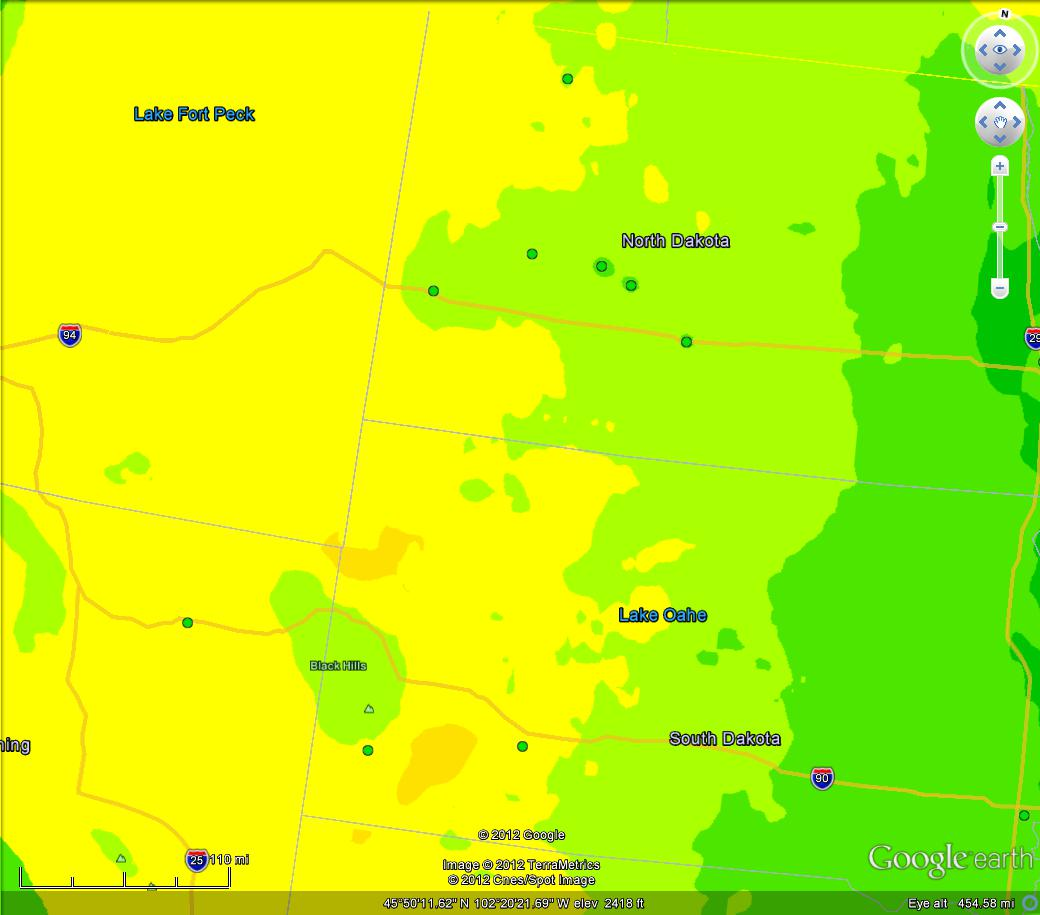 N
Lake Fort Peck
North Dakota
94
29
Lake Oahe
Black Hills
South Dakota
ning
90
© 2012 Google
25
110 mi
Image © 2012 TerraMetrics
© 2012 Cnes/Spot Image
Google earth
45°50'11.62" N 102°20'21.69" W elev 2418 ft
Eye alt 454.58 mi